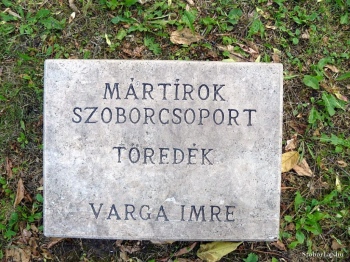 MÁRTÍROK
SZOBORCSOPORT
TÖREDÉK
VARGA IMRE